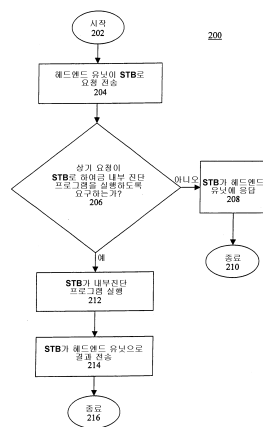 시작
202
200
헤드엔드 유닛이 STB로
요청 전송
204
상기 요청이
STB로 하여금 내부 진단
프로그램을 실행하도록
요구하는가?
206
아니오
STB가 헤드엔드
유닛에 응답
208
종료
210
예
STB가 내부진단
프로그램 실행
212
STB가 헤드엔드 유닛으로
결과 전송
214
종료
216